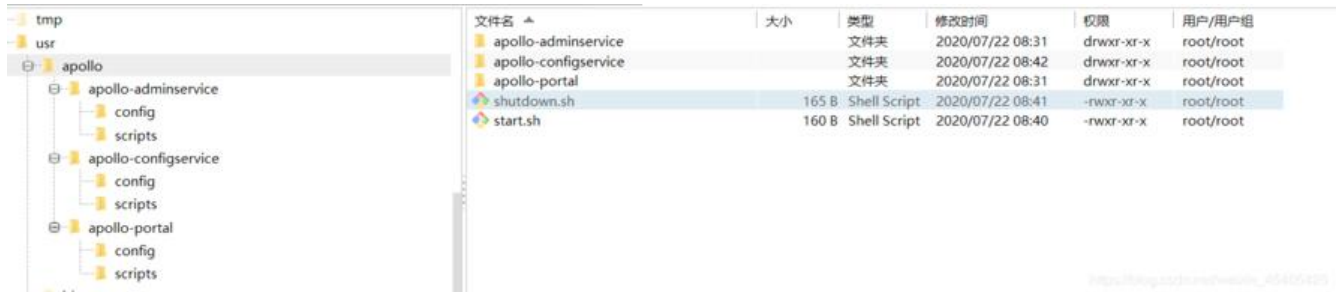 tmp
usr
apollo
apollo-adminservice
config
scripts
apollo-configservice
config
scripts
apollo-portal
config
scripts
文件名 大小 类型 修改时间 权限 用户/用户组
apollo-adminservice 文件夹 2020/07/22 08:31 drwxr-xr-x root/root
apollo-configservice 文件夹 2020/07/22 08:42 drwxr-xr-x root/root
apollo-portal 文件夹 2020/07/22 08:31 drwxr-xr-x root/root
shutdown.sh 165 B Shell Script 2020/07/22 08:41 -rwxr-xr-x root/root
start.sh 160 B Shell Script 2020/07/22 08:40 -rwxr-xr-x root/root